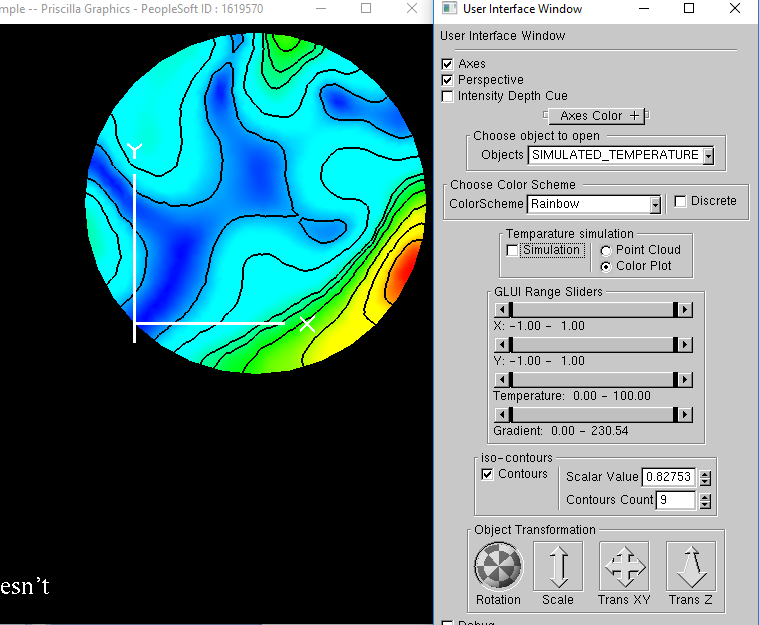 mple -- Priscilla Graphics - PeopleSoft ID : 1619570
Y
X
esn't
User Interface Window
User Interface Window
Axes
Perspective
Intensity Depth Cue
Axes Color +
Choose object to open
Objects SIMULATED_TEMPERATURE
Choose Color Scheme
ColorScheme Rainbow Discrete
Temparature simulation
Simulation Point Cloud
Color Plot
GLUI Range Sliders
X: -1.00 - 1.00
Y: -1.00 - 1.00
Temperature: 0.00 - 100.00
Gradient: 0.00 - 230.54
iso-contours
Contours Scalar Value 0.82753
Contours Count 9
Object Transformation
Rotation Scale Trans XY Trans Z
Debug